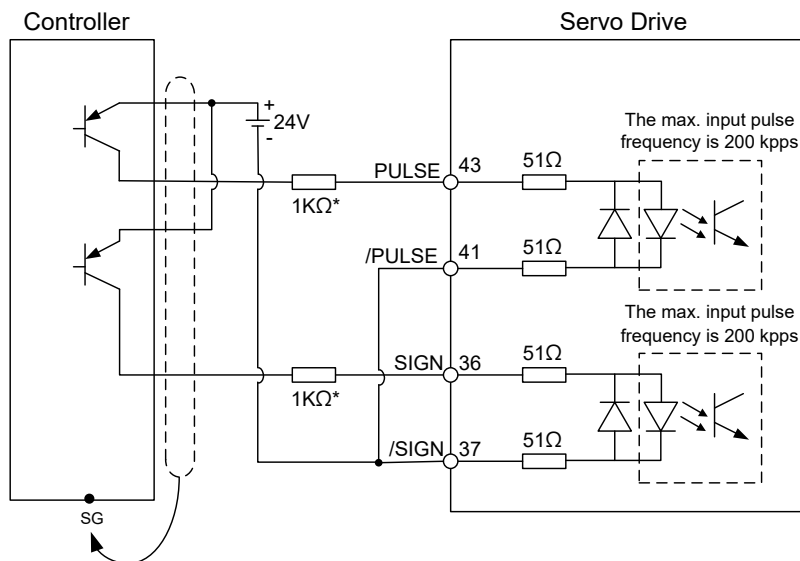 Controller
Servo Drive
+
24V
-
The max. input pulse
frequency is 200 kpps
PULSE
43
51Ω
1KΩ*
/PULSE
41
51Ω
The max. input pulse
frequency is 200 kpps
SIGN
36
51Ω
1KΩ*
/SIGN
37
51Ω
SG